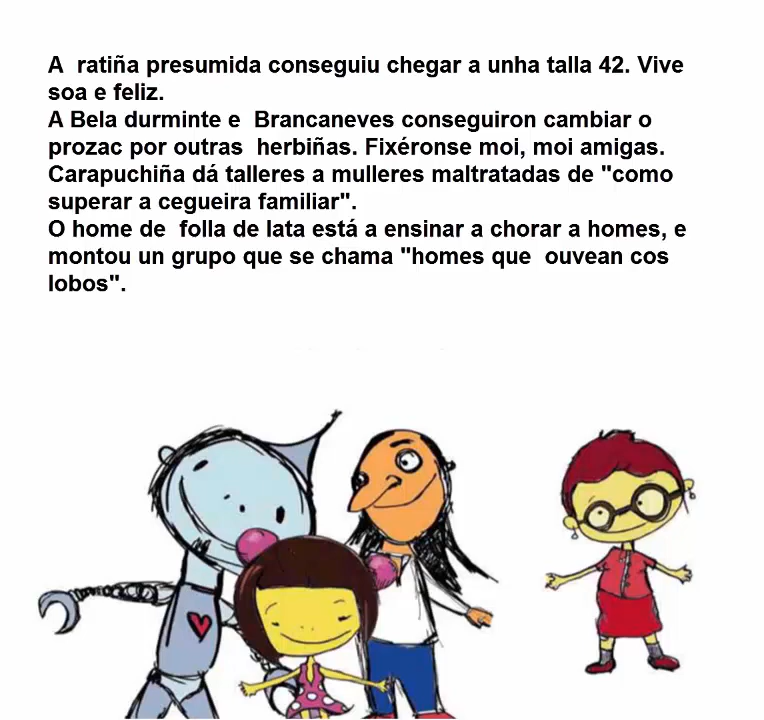 A ratiña presumida conseguiu chegar a unha talla 42. Vive
soa e feliz.
A Bela durminte e Brancaneves conseguiron cambiar o
prozac por outras herbiñas. Fixéronse moi, moi amigas.
Carapuchiña dá talleres a mulleres maltratadas de "como
superar a cegueira familiar".
O home de folla de lata está a ensinar a chorar a homes, e
montou un grupo que se chama "homes que ouvean cos
lobos".